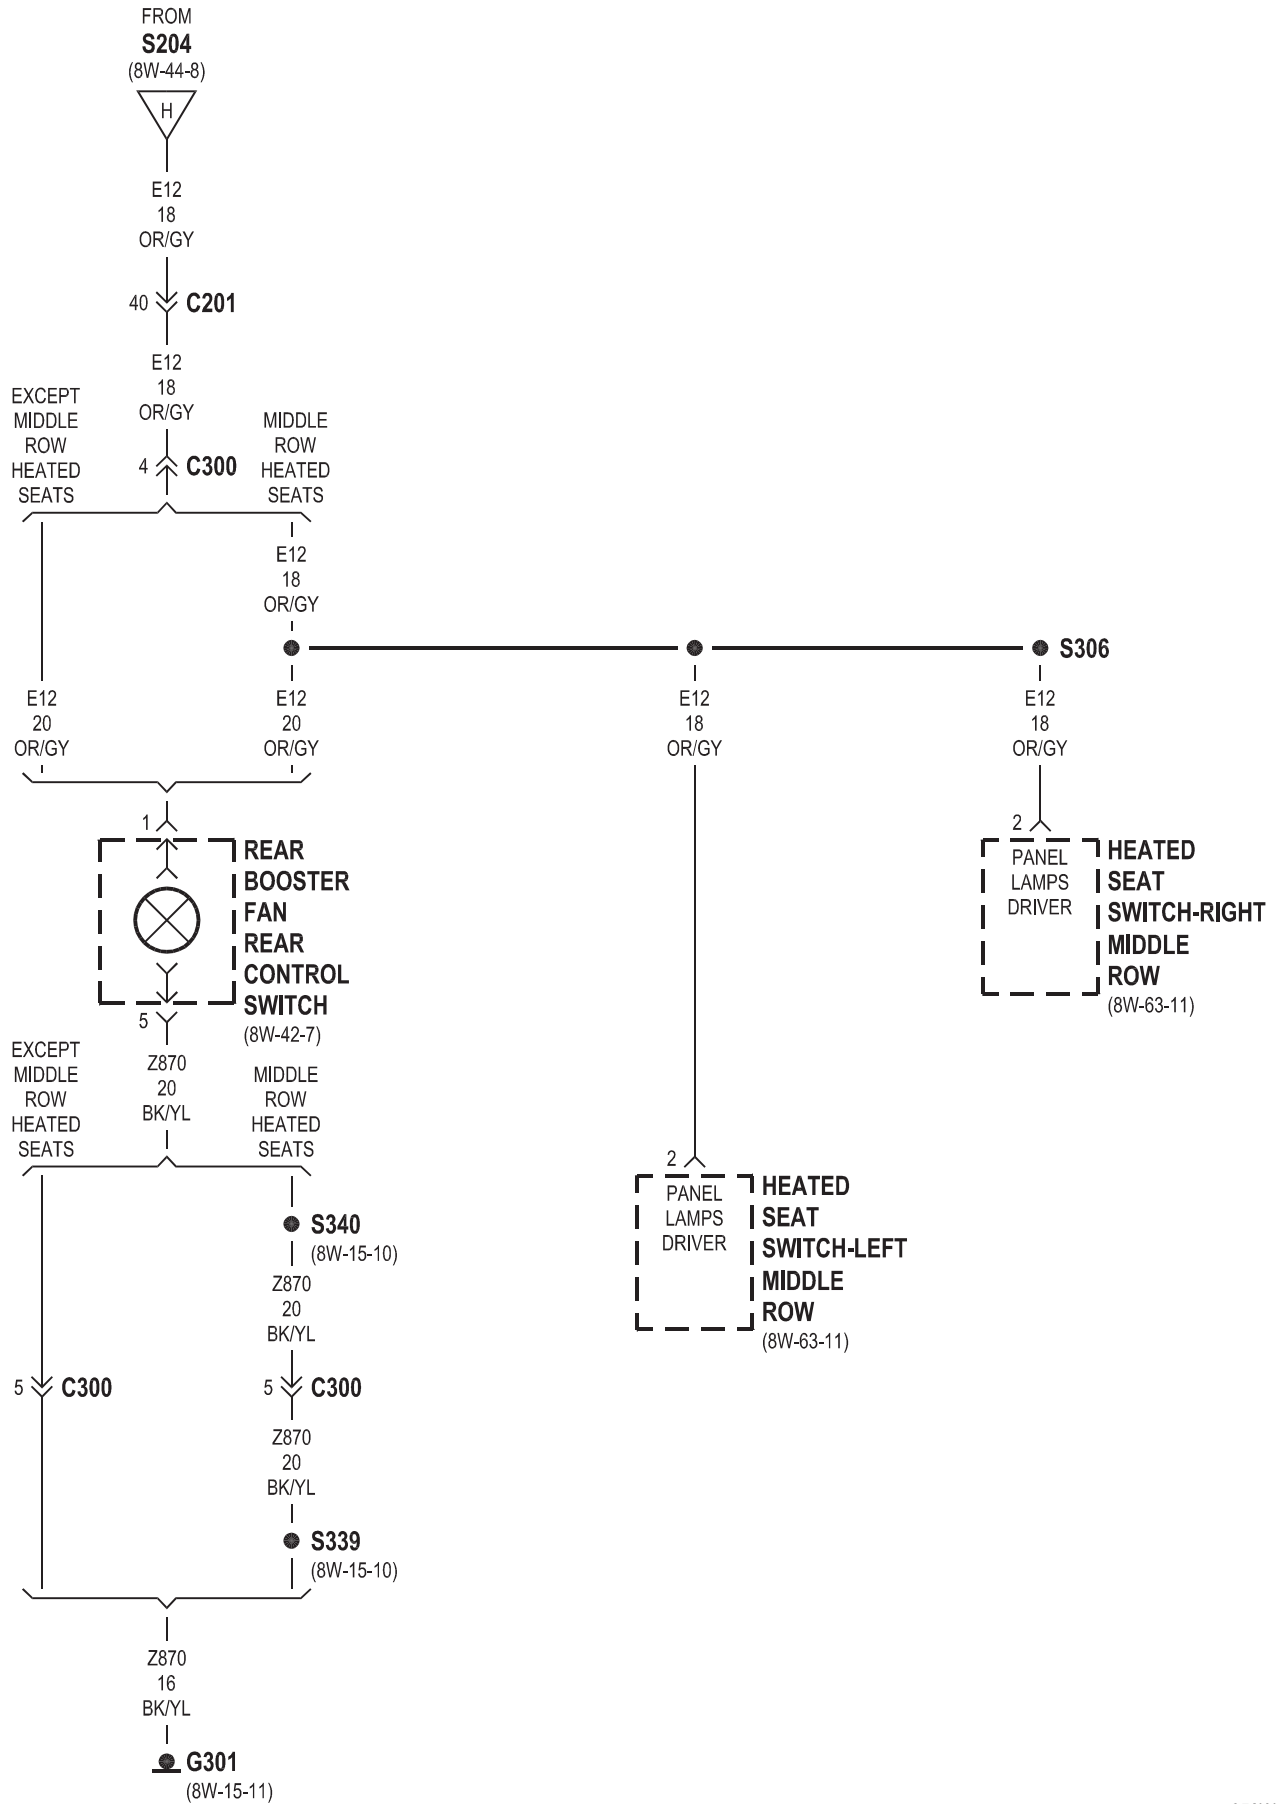 FROM
S204
(8W-44-8)
H
E12
18
OR/GY
40 C201
E12
18
OR/GY
4 C300
EXCEPT
MIDDLE
ROW
HEATED
SEATS
MIDDLE
ROW
HEATED
SEATS
E12
18
OR/GY
S306
E12
20
OR/GY
E12
20
OR/GY
E12
18
OR/GY
E12
18
OR/GY
1
REAR
BOOSTER
FAN
REAR
CONTROL
SWITCH
(8W-42-7)
2
PANEL
LAMPS
DRIVER
HEATED
SEAT
SWITCH-RIGHT
MIDDLE
ROW
(8W-63-11)
5
Z870
20
BK/YL
EXCEPT
MIDDLE
ROW
HEATED
SEATS
MIDDLE
ROW
HEATED
SEATS
2
PANEL
LAMPS
DRIVER
HEATED
SEAT
SWITCH-LEFT
MIDDLE
ROW
(8W-63-11)
S340
(8W-15-10)
Z870
20
BK/YL
5 C300
5 C300
Z870
20
BK/YL
S339
(8W-15-10)
Z870
16
BK/YL
G301
(8W-15-11)